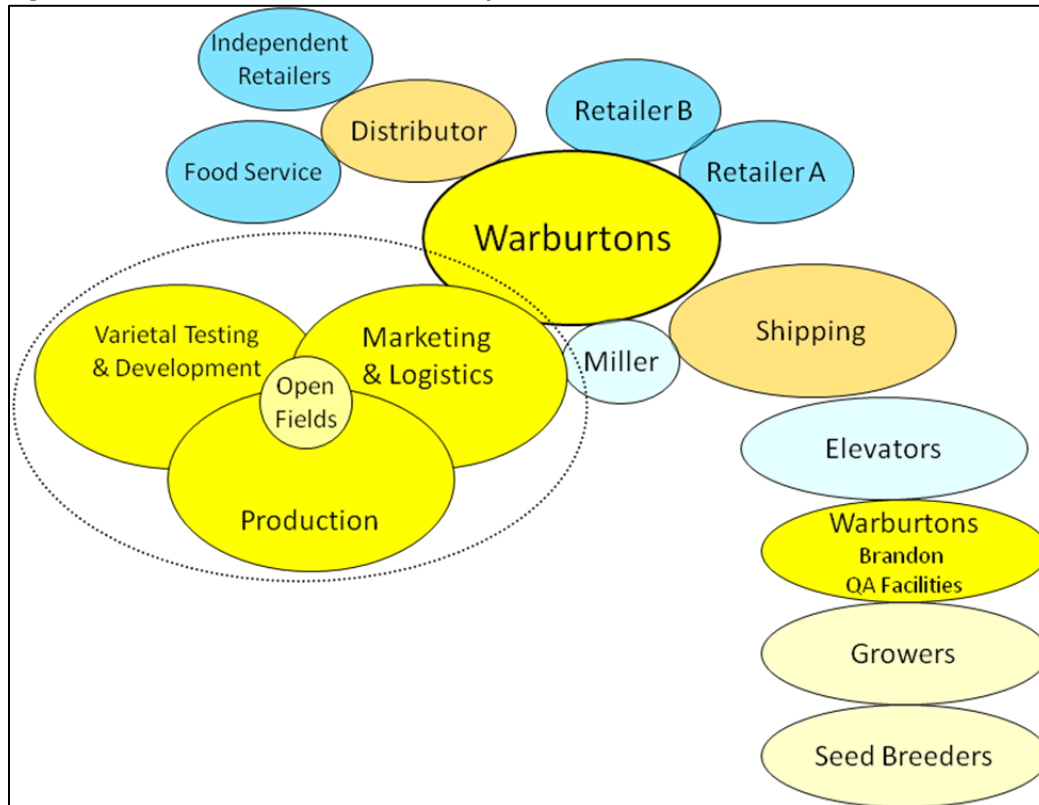 Independent
Retailers
Distributor
Food Service
Retailer B
Retailer A
Warburtons
Varietal Testing
& Development
Marketing
& Logistics
Open
Fields
Production
Miller
Shipping
Elevators
Warburtons
Brandon
QA Facilities
Growers
Seed Breeders